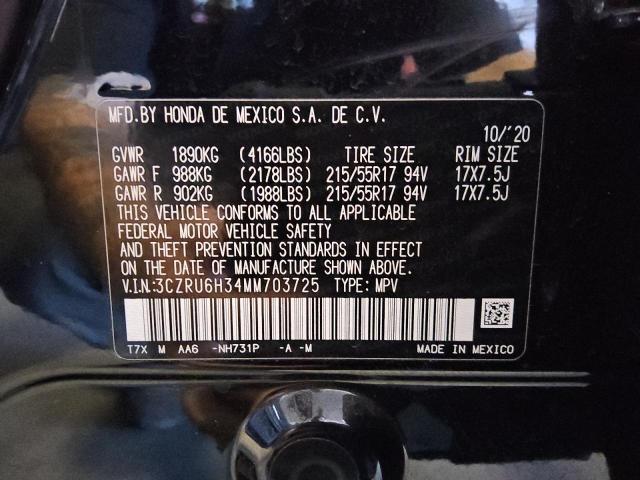 MFD.BY HONDA DE MEXICO S.A. DE C.V.
10/'20
GVWR 1890KG (4166LBS) TIRE SIZE RIM SIZE
GAWR F 988KG (2178LBS) 215/55R17 94V 17X7.5J
GAWR R 902KG (1988LBS) 215/55R17 94V 17X7.5J
THIS VEHICLE CONFORMS TO ALL APPLICABLE
FEDERAL MOTOR VEHICLE SAFETY
AND THEFT PREVENTION STANDARDS IN EFFECT
ON THE DATE OF MANUFACTURE SHOWN ABOVE.
V.I.N:3CZRU6H34MM703725 TYPE: MPV
T7X M AA6 -NH731P -A -M MADE IN MEXICO